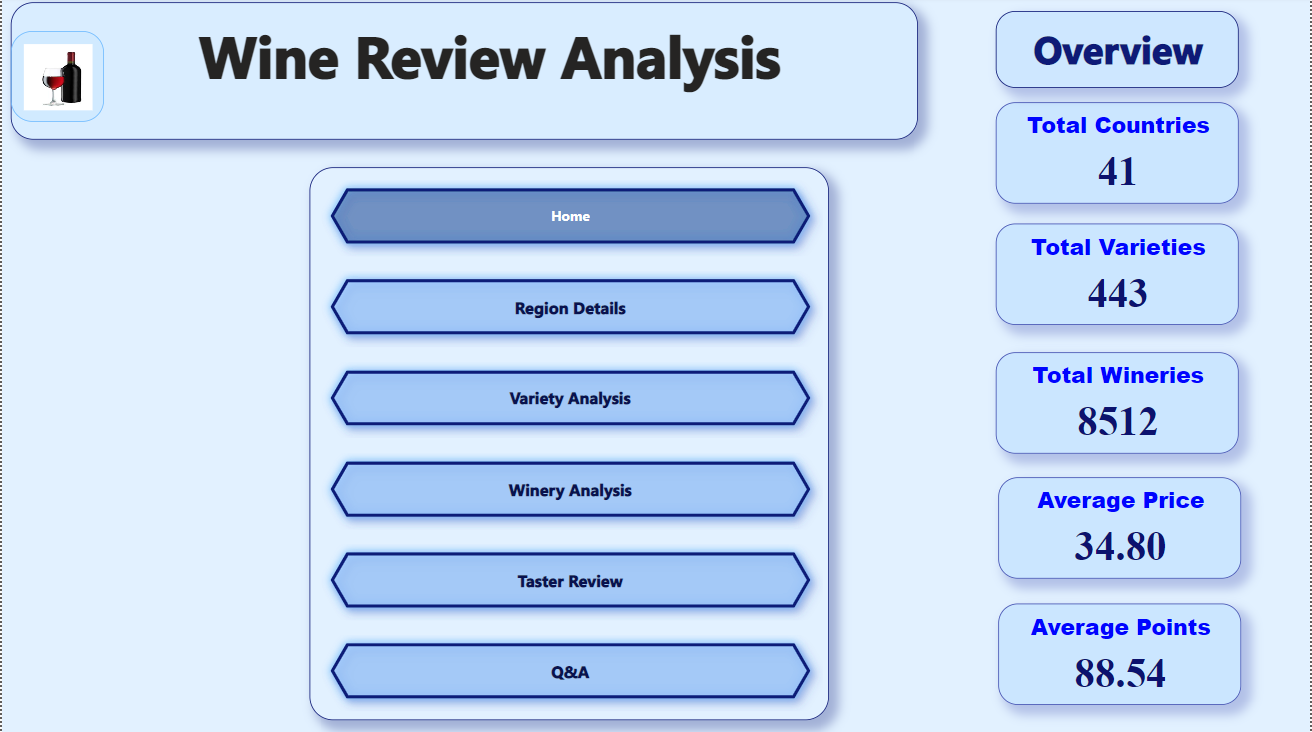 Wine Review Analysis
Home
Region Details
Variety Analysis
Winery Analysis
Taster Review
Q&A
Overview
Total Countries
41
Total Varieties
443
Total Wineries
8512
Average Price
34.80
Average Points
88.54